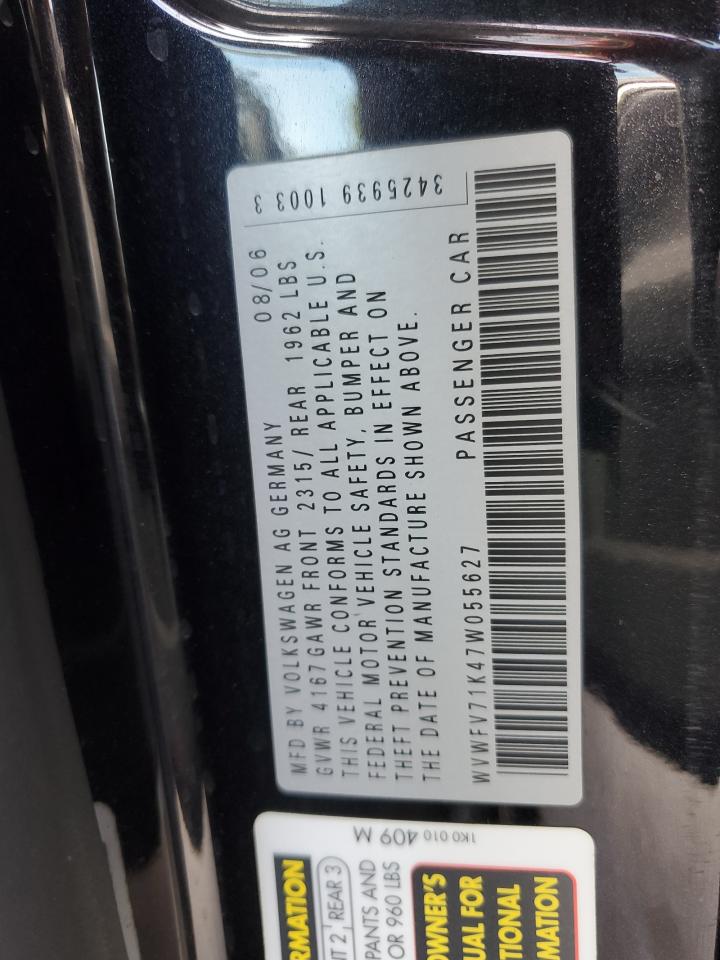 MFD BY VOLKSWAGEN AG GERMANY 08/06
GVWR 4167GAWR FRONT 2315/ REAR 1962 LBS
THIS VEHICLE CONFORMS TO ALL APPLICABLE U.S.
FEDERAL MOTOR VEHICLE SAFETY, BUMPER AND
THEFT PREVENTION STANDARDS IN EFFECT ON
THE DATE OF MANUFACTURE SHOWN ABOVE.
WVWFV71K47W055627 PASSENGER CAR
3425939 1003 3
1K0 010 409 M
RMATION
NT 2 REAR 3
PANTS AND
OR 960 LBS
OWNER'S
UAL FOR
TIONAL
MATION